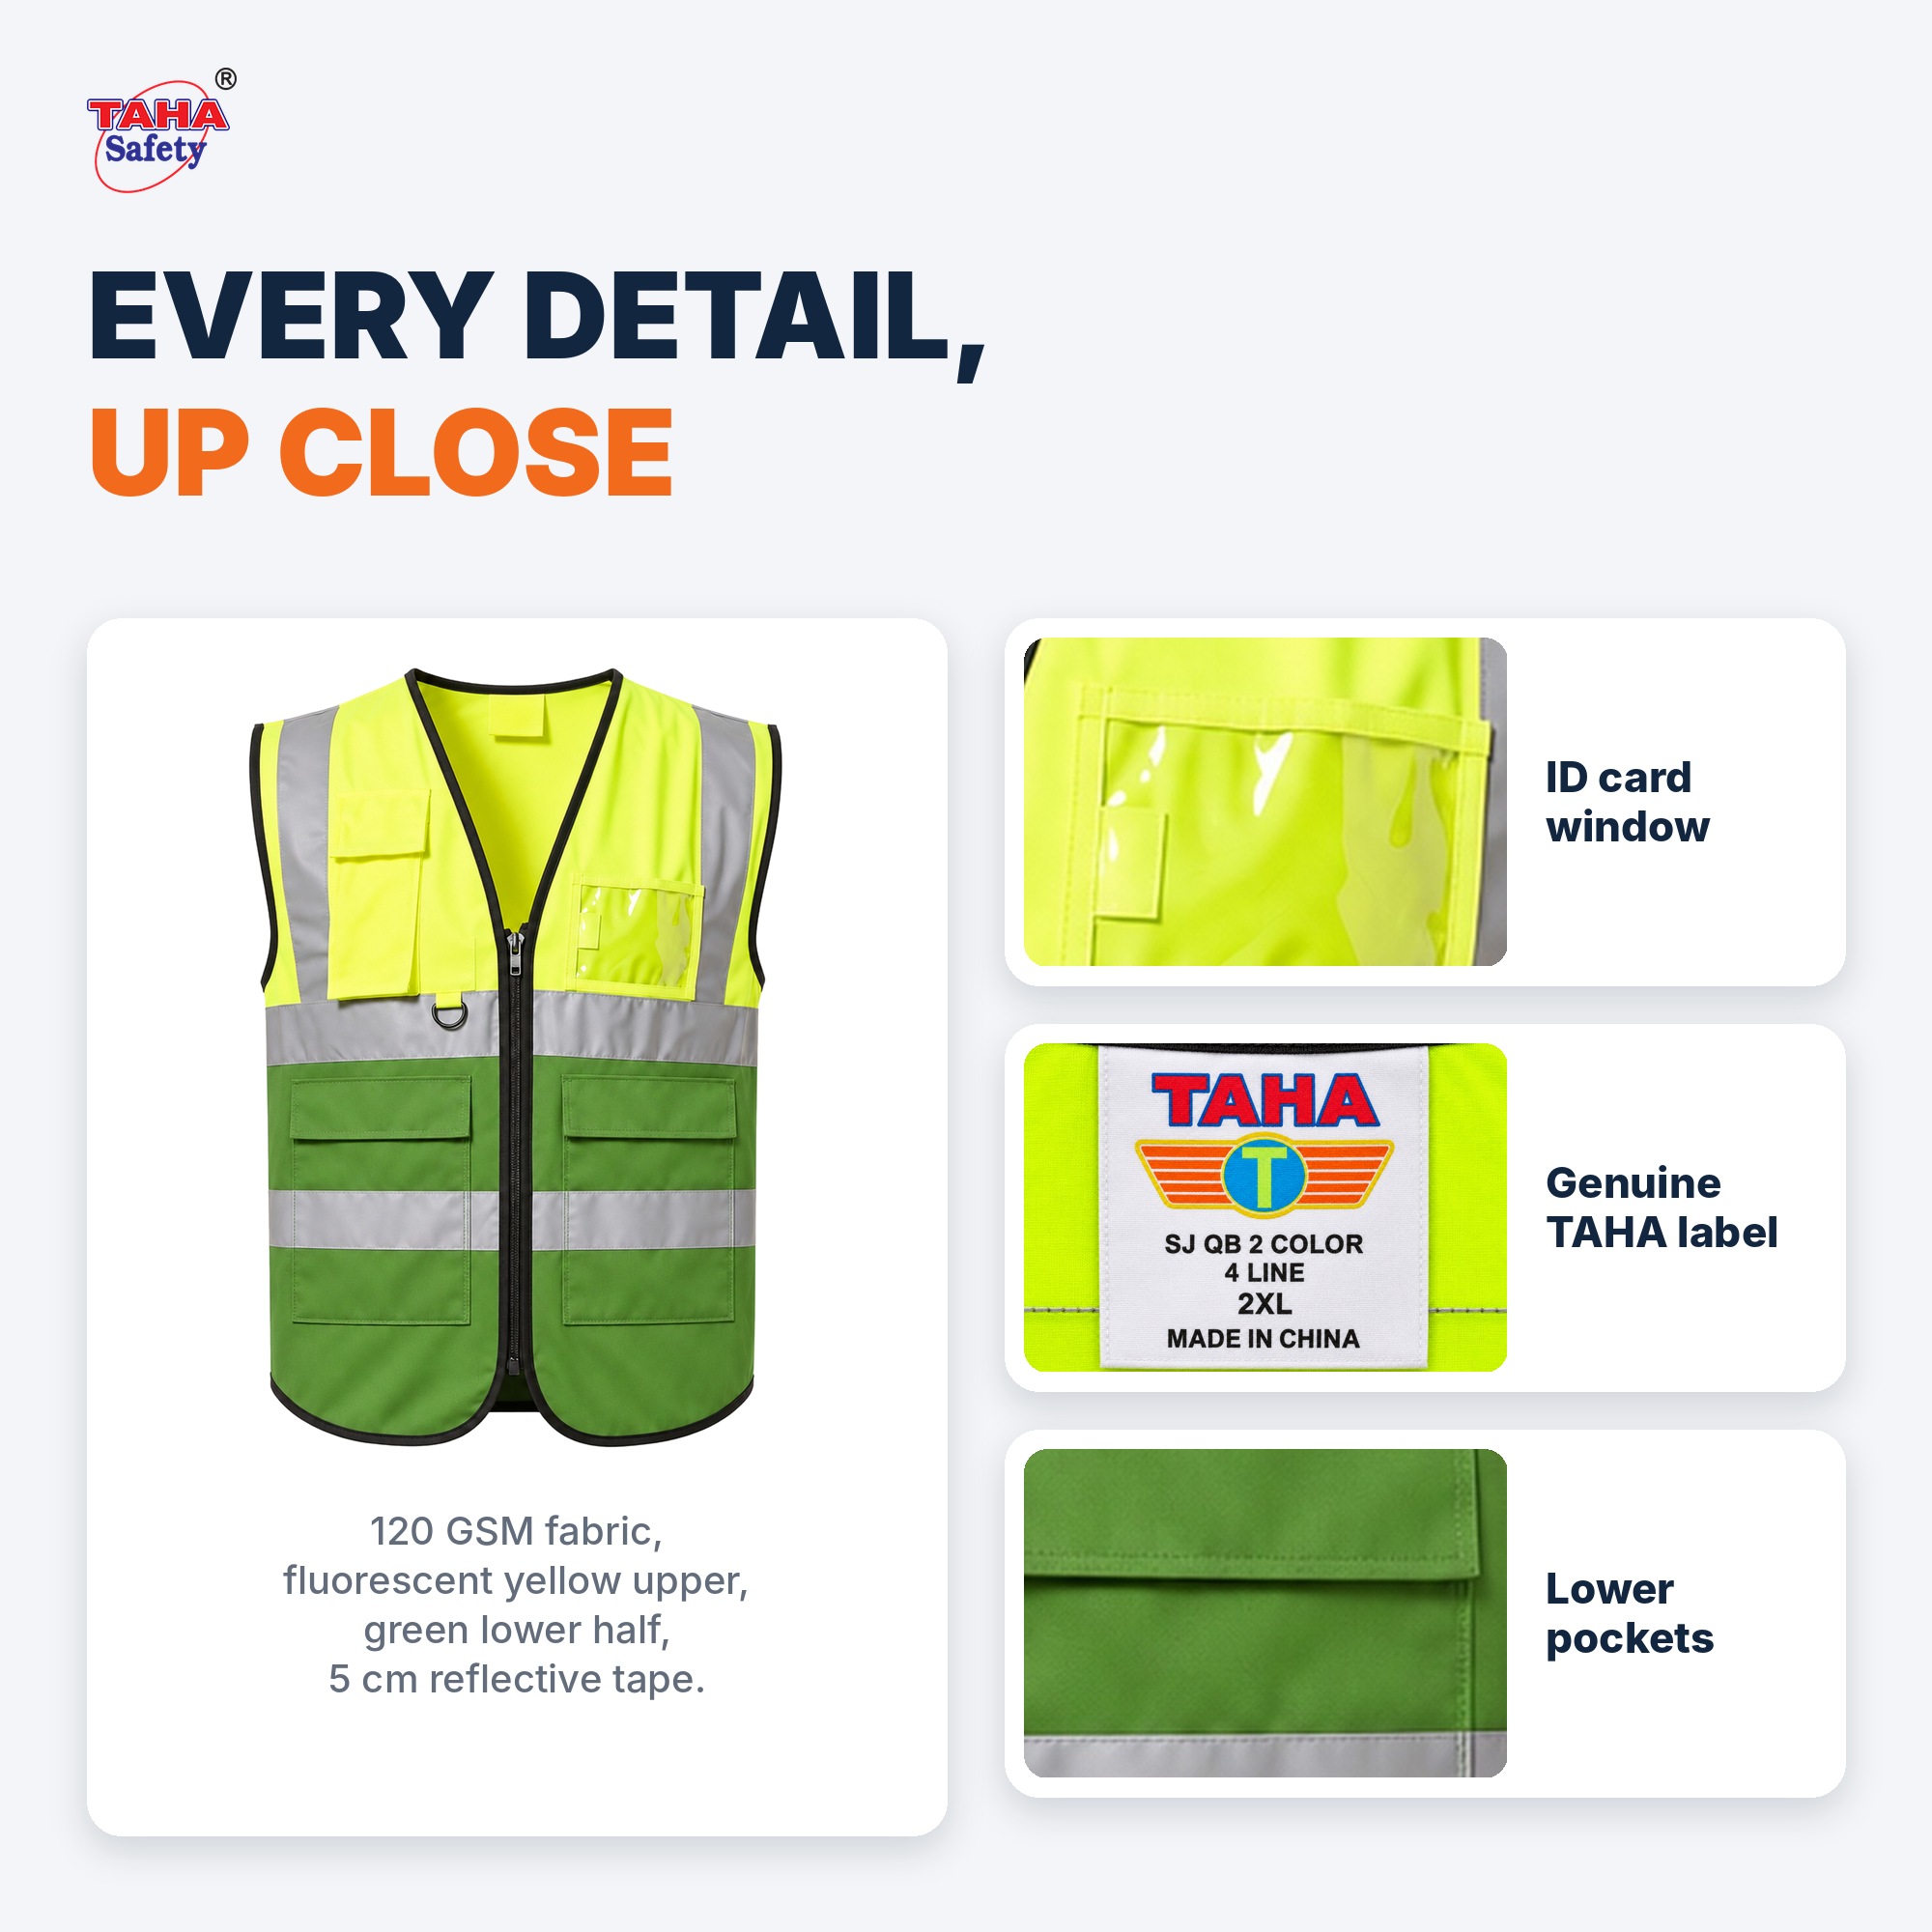 TAHA ®
Safety
EVERY DETAIL,
UP CLOSE
120 GSM fabric,
fluorescent yellow upper,
green lower half,
5 cm reflective tape.
ID card
window
TAHA
T
SJ QB 2 COLOR
4 LINE
2XL
MADE IN CHINA
Genuine
TAHA label
Lower
pockets